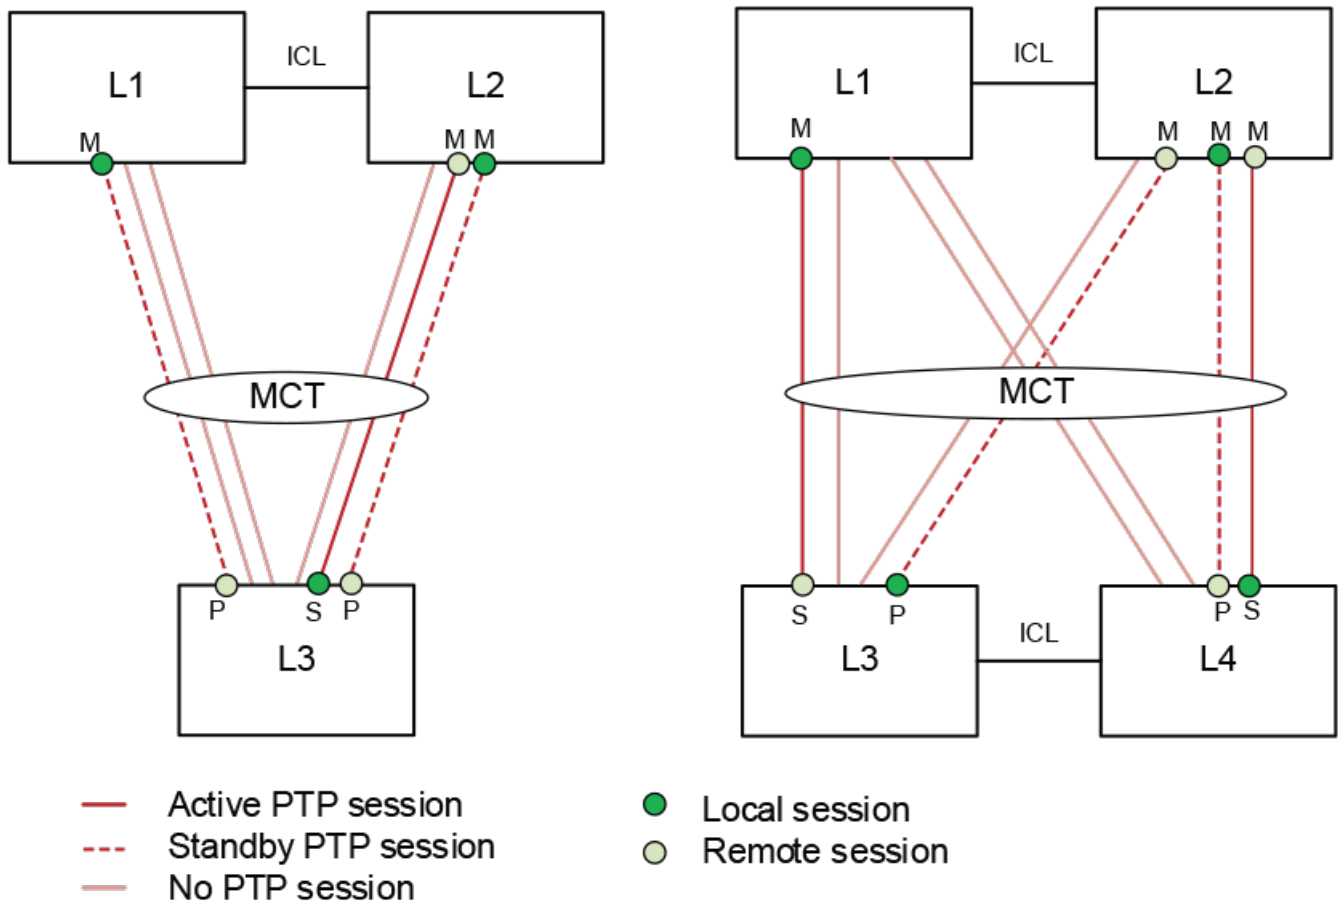 L1
ICL
L2
M
M M
MCT
P
S
P
L3
L1
ICL
L2
M
M
M
M
MCT
S
P
P
S
L3
ICL
L4
Active PTP session
Standby PTP session
No PTP session
Local session
Remote session